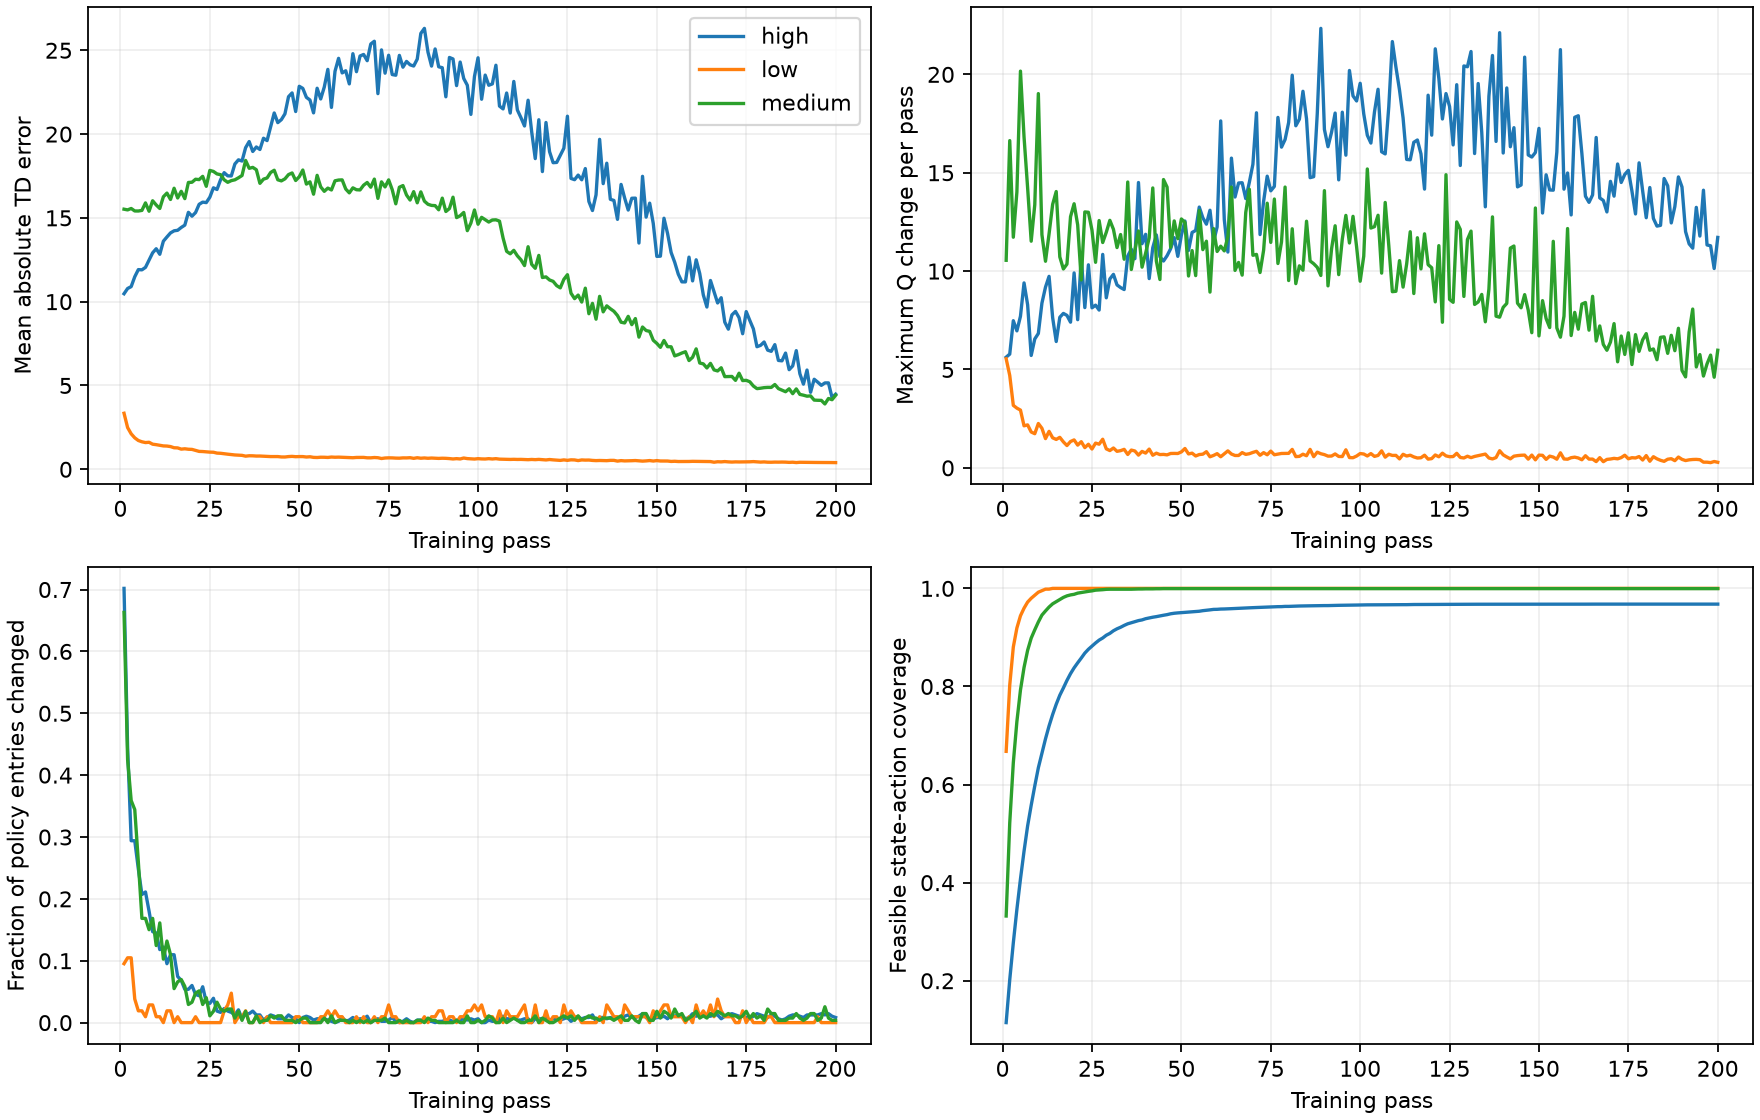 Mean absolute TD error
25
20
15
10
5
0
0 25 50 75 100 125 150 175 200
Training pass
high
low
medium
Maximum Q change per pass
20
15
10
5
0
0 25 50 75 100 125 150 175 200
Training pass
Fraction of policy entries changed
0.7
0.6
0.5
0.4
0.3
0.2
0.1
0.0
0 25 50 75 100 125 150 175 200
Training pass
Feasible state-action coverage
1.0
0.8
0.6
0.4
0.2
0 25 50 75 100 125 150 175 200
Training pass